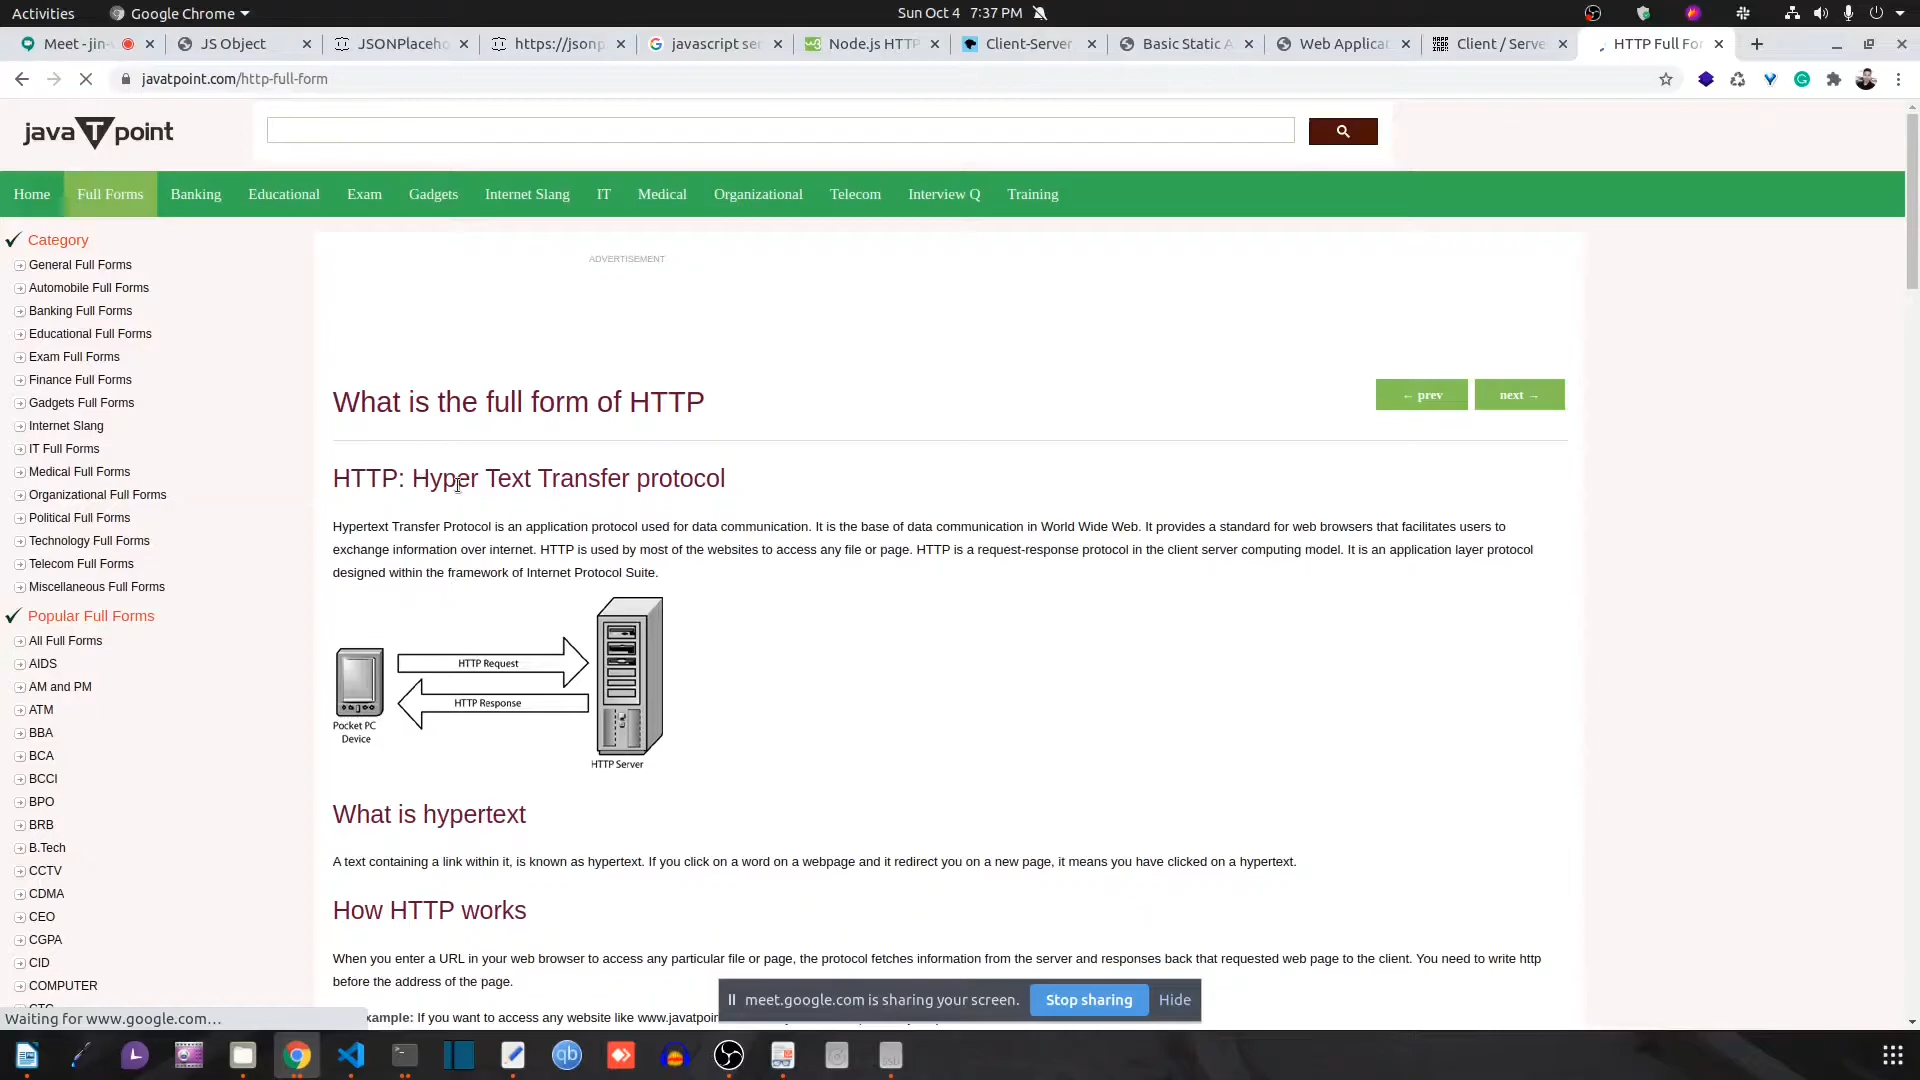 Activities
Google Chrome
Sun Oct 4 7:37 PM
Meet - jin-
JS Object
JSONPlaceho
https://jsonp
javascript ser
Node.js HTTP
Client-Server
Basic Static A
Web Applicat
Client / Serve
HTTP Full For
javatpoint.com/http-full-form
javaTpoint
Home
Full Forms
Banking
Educational
Exam
Gadgets
Internet Slang
IT
Medical
Organizational
Telecom
Interview Q
Training
Category
General Full Forms
Automobile Full Forms
Banking Full Forms
Educational Full Forms
Exam Full Forms
Finance Full Forms
Gadgets Full Forms
Internet Slang
IT Full Forms
Medical Full Forms
Organizational Full Forms
Political Full Forms
Technology Full Forms
Telecom Full Forms
Miscellaneous Full Forms
Popular Full Forms
All Full Forms
AIDS
AM and PM
ATM
BBA
BCA
BCCI
BPO
BRB
B.Tech
CCTV
CDMA
CEO
CGPA
CID
COMPUTER
ADVERTISEMENT
What is the full form of HTTP
← prev
next →
HTTP: Hyper Text Transfer protocol
Hypertext Transfer Protocol is an application protocol used for data communication. It is the base of data communication in World Wide Web. It provides a standard for web browsers that facilitates users to
exchange information over internet. HTTP is used by most of the websites to access any file or page. HTTP is a request-response protocol in the client server computing model. It is an application layer protocol
designed within the framework of Internet Protocol Suite.
HTTP Request
HTTP Response
Pocket PC
Device
HTTP Server
What is hypertext
A text containing a link within it, is known as hypertext. If you click on a word on a webpage and it redirect you on a new page, it means you have clicked on a hypertext.
How HTTP works
When you enter a URL in your web browser to access any particular file or page, the protocol fetches information from the server and responses back that requested web page to the client. You need to write http
before the address of the page.
xample: If you want to access any website like www.javatpoin
meet.google.com is sharing your screen.
Stop sharing
Hide
Waiting for www.google.com…
qb